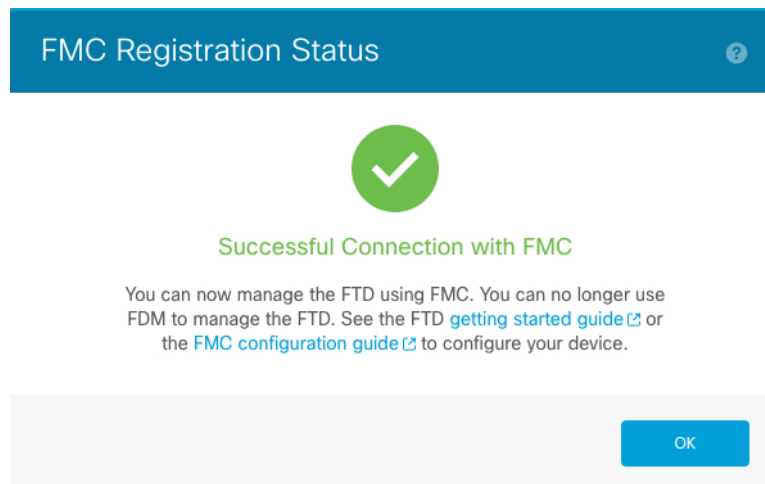 FMC Registration Status
Successful Connection with FMC
You can now manage the FTD using FMC. You can no longer use
FDM to manage the FTD. See the FTD getting started guide or
the FMC configuration guide to configure your device.
OK